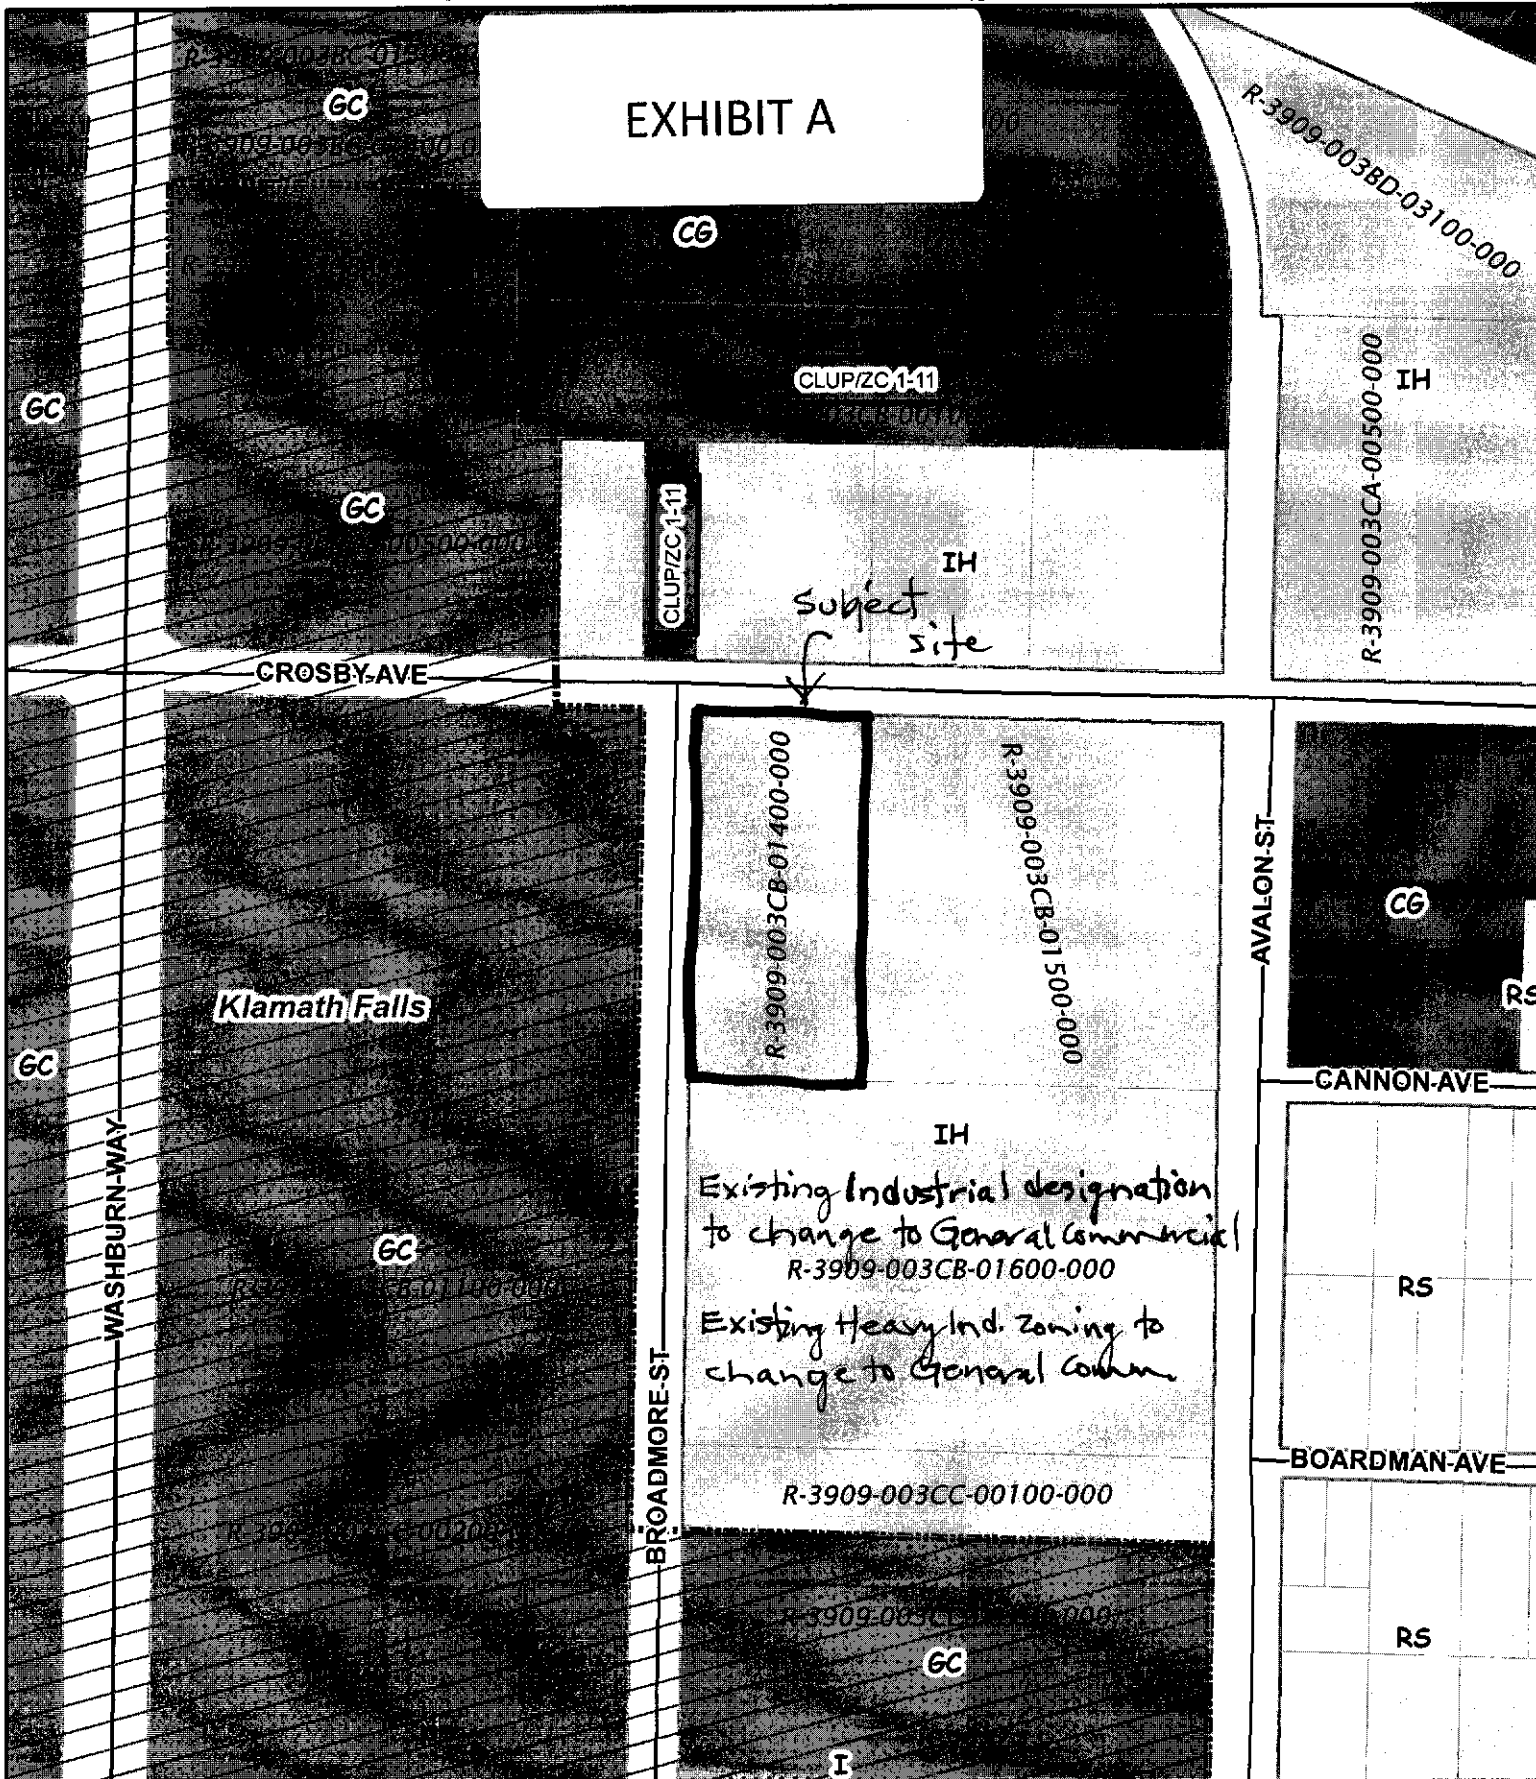 EXHIBIT A
GC
CG
R-3909-003BD-03100-000
GC
CLUP/ZC 1-11
IH
R-3909-003CA-00500-000
GC
CLUP/ZC 1-11
IH
Subject
site
CROSBY AVE
R-3909-003CB-01400-000
R-3909-003CB-01500-000
AVALON ST
CG
RS
Klamath Falls
GC
CANNON AVE
WASHBURN WAY
IH
Existing Industrial designation
to change to General Commercial
GC
R-3909-003CB-01600-000
RS
Existing Heavy Ind. Zoning to
change to General Comm.
BROADMORE ST
BOARDMAN AVE
R-3909-003CC-00100-000
RS
GC
I